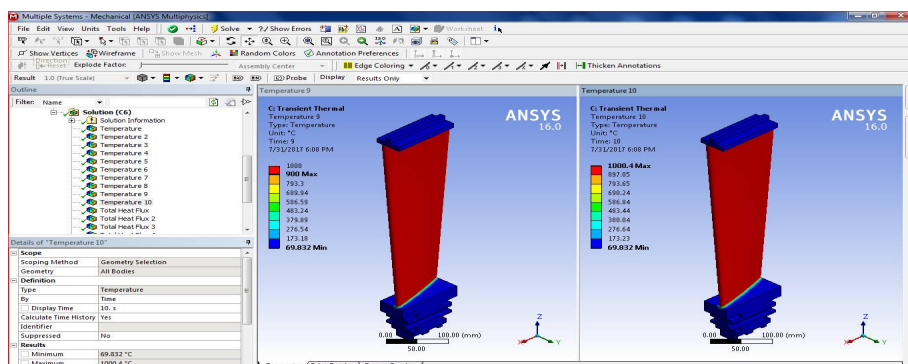 Multiple Systems - Mechanical [ANSYS Multiphysics]
File Edit View Units Tools Help Solve ?/ Show Errors Worksheet
Show Vertices Wireframe Show Mesh Random Colors Annotation Preferences
Reset Explode Factor: Assembly Center Edge Coloring Thicken Annotations
Result 1.0 (True Scale) Probe Display Results Only
Outline
Filter: Name
Solution (C6)
Solution Information
Temperature
Temperature 2
Temperature 3
Temperature 4
Temperature 5
Temperature 6
Temperature 7
Temperature 8
Temperature 9
Temperature 10
Total Heat Flux
Total Heat Flux 2
Total Heat Flux 3
Details of "Temperature 10"
Scope
Scoping Method Geometry Selection
Geometry All Bodies
Definition
Type Temperature
By Time
Display Time 10. s
Calculate Time History Yes
Identifier
Suppressed No
Results
Minimum 69.832 °C
Maximum 1000.4 °C
Temperature 9
C: Transient Thermal
Temperature 9
Type: Temperature
Unit: °C
Time: 9
7/31/2017 6:08 PM
1000
900 Max
793.3
689.94
586.59
483.24
379.89
276.54
173.18
69.832 Min
ANSYS
16.0
0.00 100.00 (mm)
50.00
Z
X Y
Temperature 10
C: Transient Thermal
Temperature 10
Type: Temperature
Unit: °C
Time: 10
7/31/2017 6:08 PM
1000.4 Max
897.05
793.65
690.24
586.84
483.44
380.04
276.64
173.23
69.832 Min
ANSYS
16.0
0.00 100.00 (mm)
50.00
Z
X Y